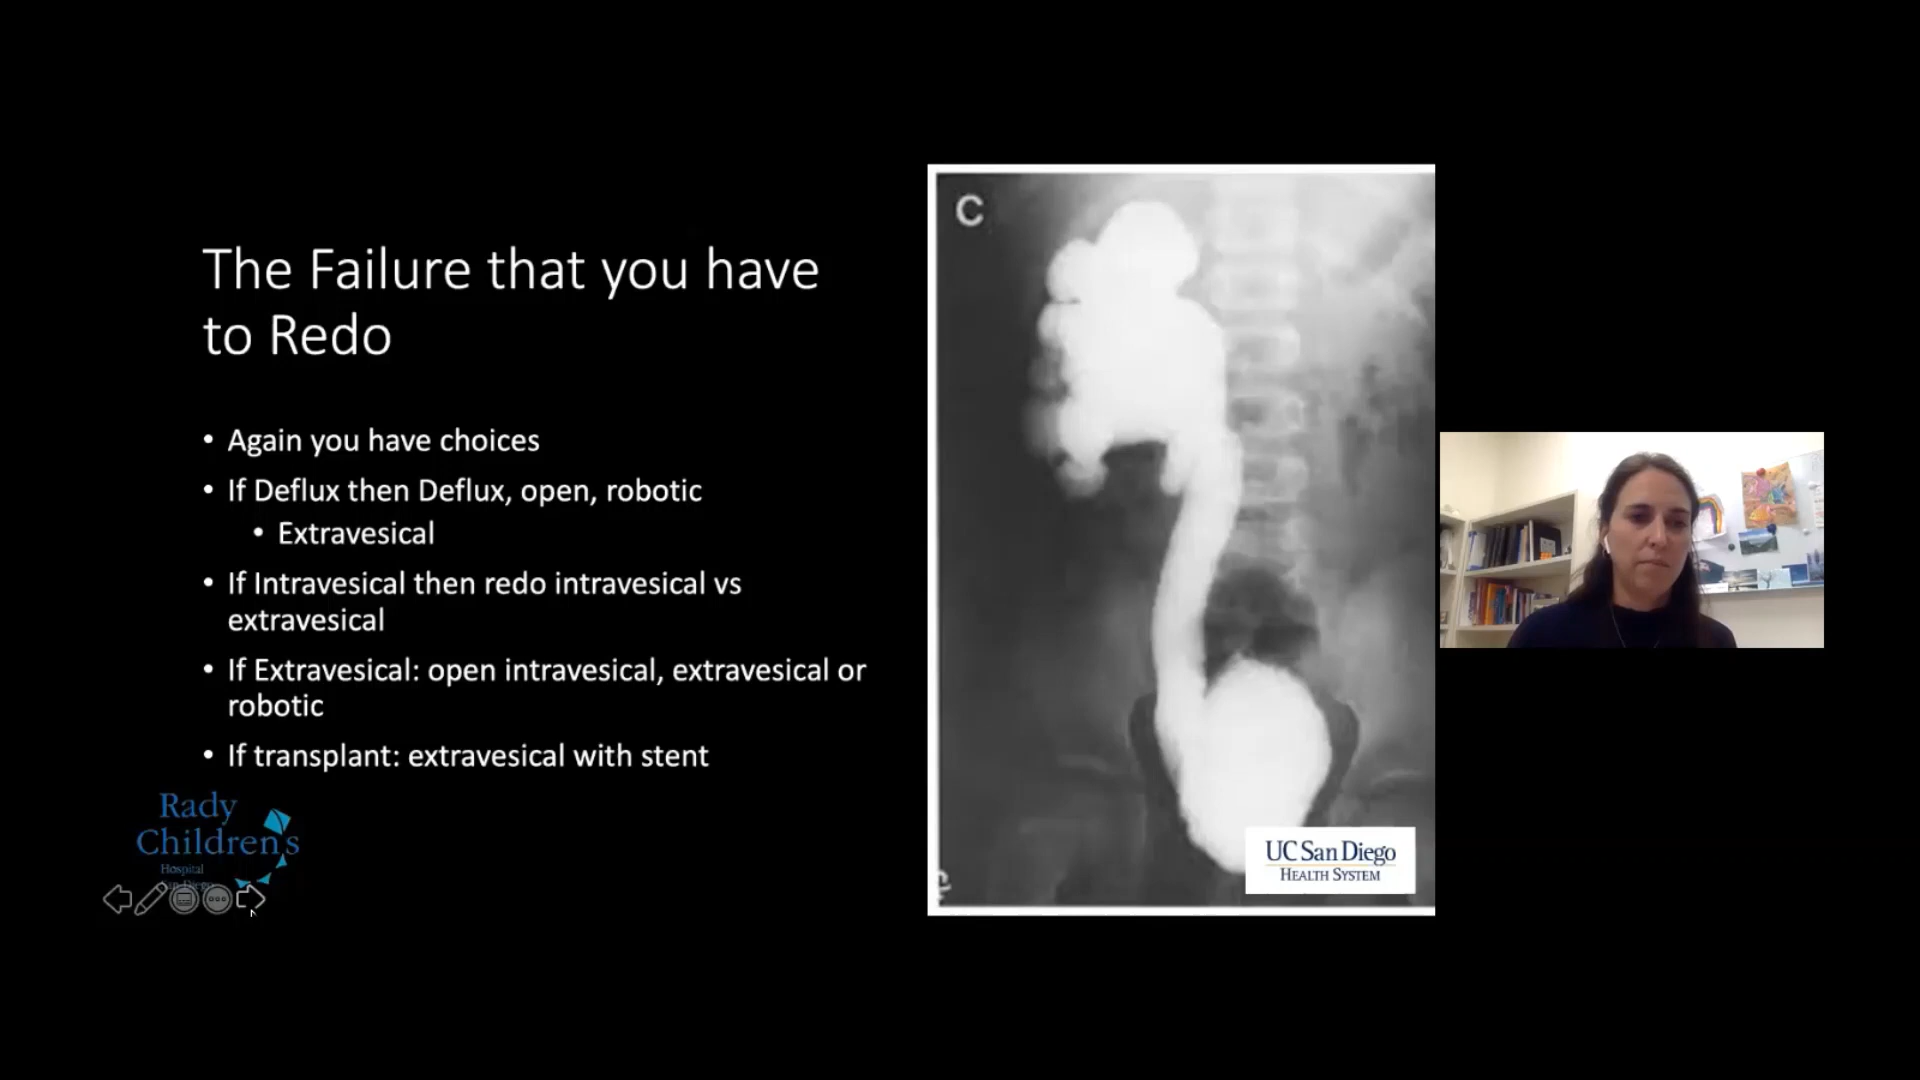 C
The Failure that you have
to Redo
• Again you have choices
• If Deflux then Deflux, open, robotic
• Extravesical
• If Intravesical then redo intravesical vs
extravesical
• If Extravesical: open intravesical, extravesical or
robotic
• If transplant: extravesical with stent
Rady
Children's
Hospital
San Diego
UC San Diego
HEALTH SYSTEM